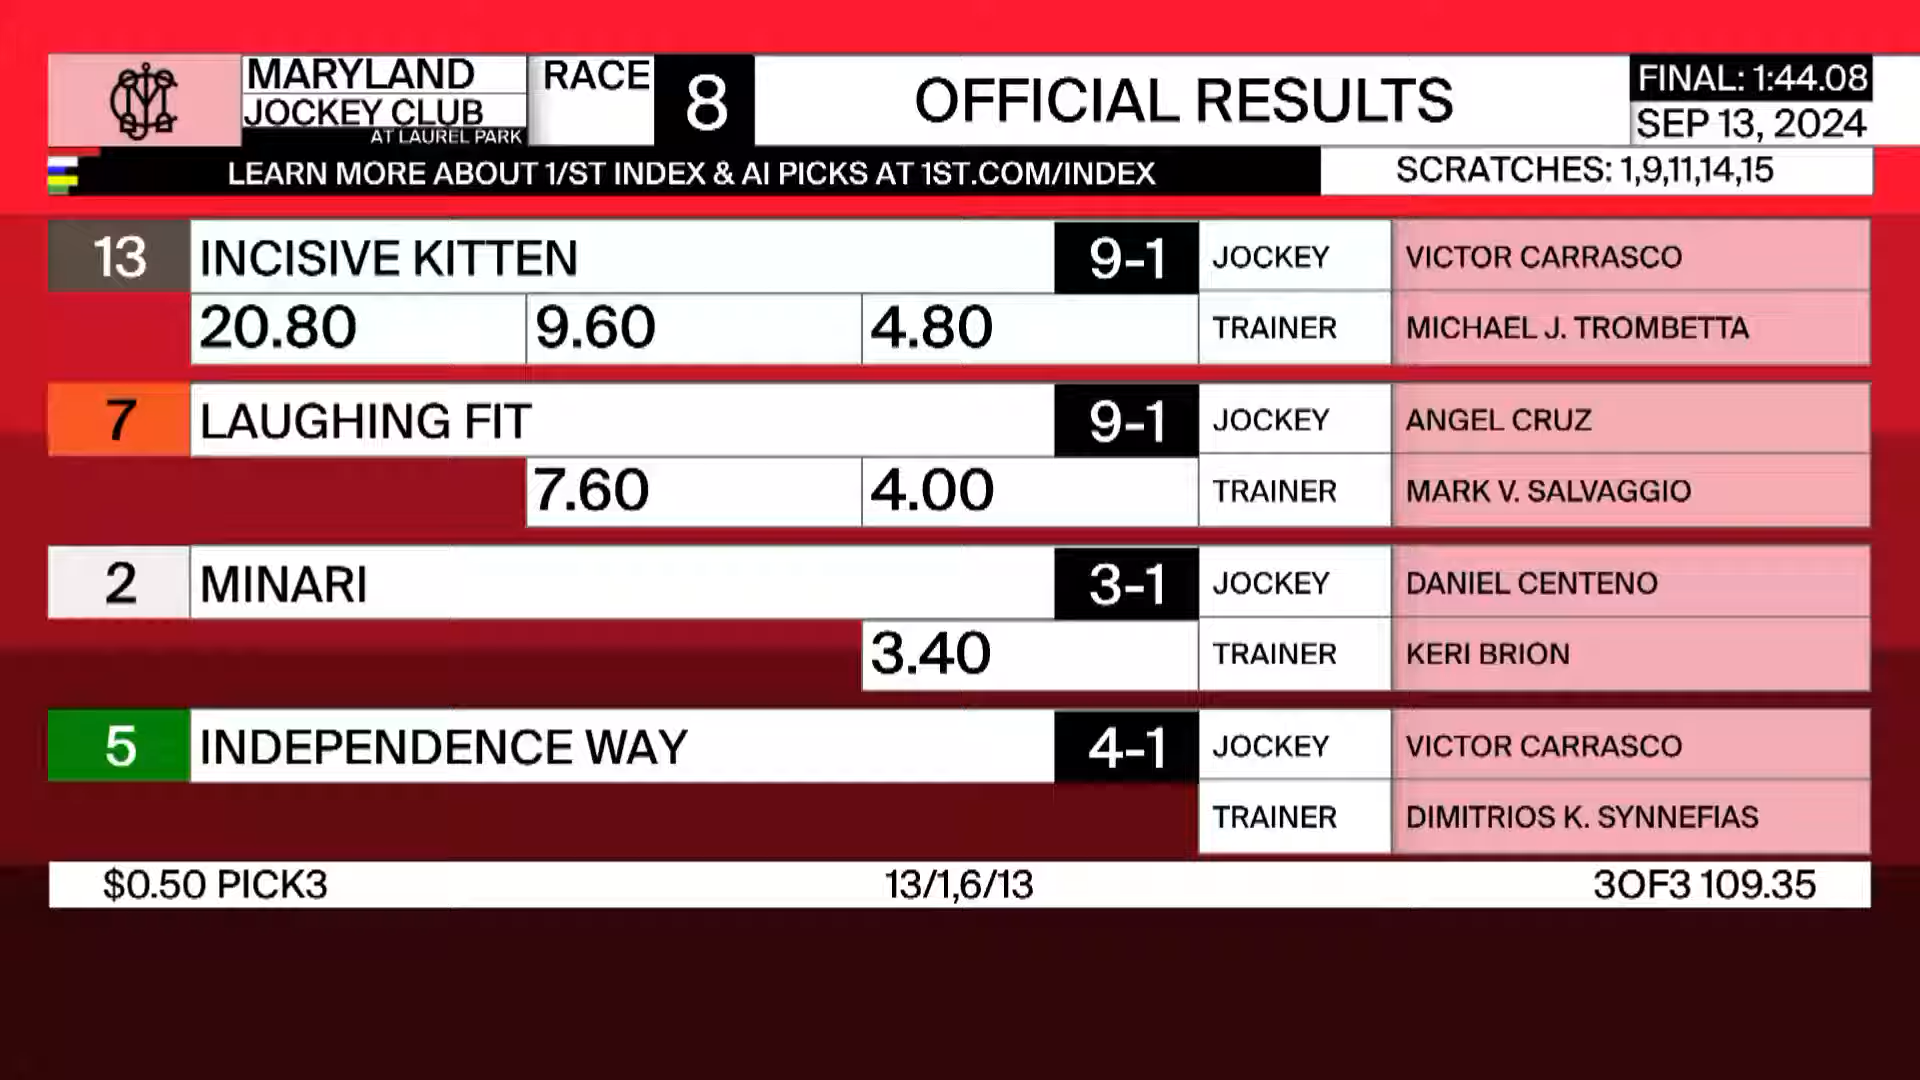 MARYLAND
JOCKEY CLUB
AT LAUREL PARK
RACE 8
OFFICIAL RESULTS
FINAL: 1:44.08
SEP 13, 2024
LEARN MORE ABOUT 1/ST INDEX & AI PICKS AT 1ST.COM/INDEX
SCRATCHES: 1,9,11,14,15
13 INCISIVE KITTEN 9-1 JOCKEY VICTOR CARRASCO
20.80 9.60 4.80 TRAINER MICHAEL J. TROMBETTA
7 LAUGHING FIT 9-1 JOCKEY ANGEL CRUZ
7.60 4.00 TRAINER MARK V. SALVAGGIO
2 MINARI 3-1 JOCKEY DANIEL CENTENO
3.40 TRAINER KERI BRION
5 INDEPENDENCE WAY 4-1 JOCKEY VICTOR CARRASCO
TRAINER DIMITRIOS K. SYNNEFIAS
$0.50 PICK3 13/1,6/13 3OF3 109.35